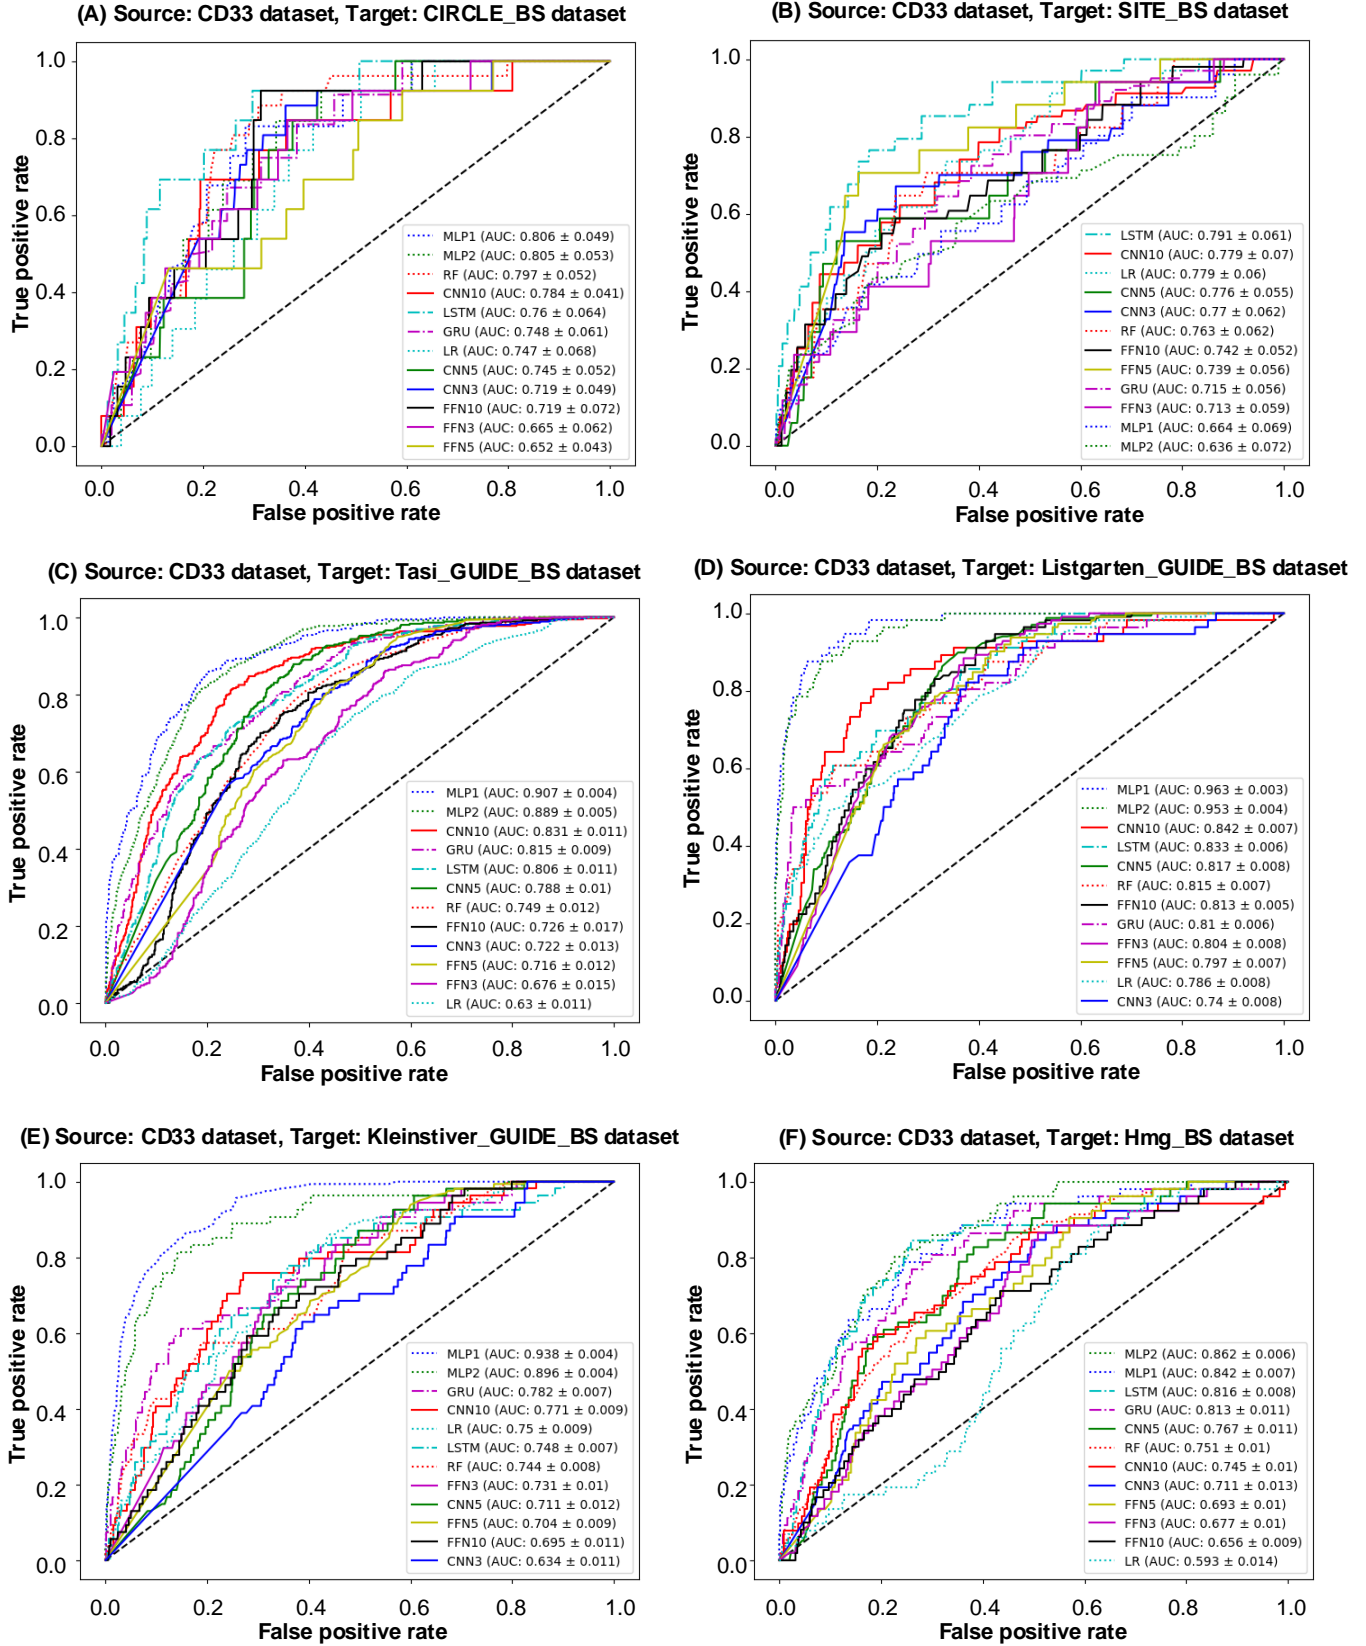 (A) Source: CD33 dataset, Target: CIRCLE_BS dataset
True positive rate
1.0
0.8
0.6
0.4
0.2
0.0
MLP1 (AUC: 0.806 ± 0.049)
MLP2 (AUC: 0.805 ± 0.053)
RF (AUC: 0.797 ± 0.052)
CNN10 (AUC: 0.784 ± 0.041)
LSTM (AUC: 0.76 ± 0.064)
GRU (AUC: 0.748 ± 0.061)
LR (AUC: 0.747 ± 0.068)
CNN5 (AUC: 0.745 ± 0.052)
CNN3 (AUC: 0.719 ± 0.049)
FFN10 (AUC: 0.719 ± 0.072)
FFN3 (AUC: 0.665 ± 0.062)
FFN5 (AUC: 0.652 ± 0.043)
0.0 0.2 0.4 0.6 0.8 1.0
False positive rate
(B) Source: CD33 dataset, Target: SITE_BS dataset
True positive rate
1.0
0.8
0.6
0.4
0.2
0.0
LSTM (AUC: 0.791 ± 0.061)
CNN10 (AUC: 0.779 ± 0.07)
LR (AUC: 0.779 ± 0.06)
CNN5 (AUC: 0.776 ± 0.055)
CNN3 (AUC: 0.77 ± 0.062)
RF (AUC: 0.763 ± 0.062)
FFN10 (AUC: 0.742 ± 0.052)
FFN5 (AUC: 0.739 ± 0.056)
GRU (AUC: 0.715 ± 0.056)
FFN3 (AUC: 0.713 ± 0.059)
MLP1 (AUC: 0.664 ± 0.069)
MLP2 (AUC: 0.636 ± 0.072)
0.0 0.2 0.4 0.6 0.8 1.0
False positive rate
(C) Source: CD33 dataset, Target: Tasi_GUIDE_BS dataset
True positive rate
1.0
0.8
0.6
0.4
0.2
0.0
MLP1 (AUC: 0.907 ± 0.004)
MLP2 (AUC: 0.889 ± 0.005)
CNN10 (AUC: 0.831 ± 0.011)
GRU (AUC: 0.815 ± 0.009)
LSTM (AUC: 0.806 ± 0.011)
CNN5 (AUC: 0.788 ± 0.01)
RF (AUC: 0.749 ± 0.012)
FFN10 (AUC: 0.726 ± 0.017)
CNN3 (AUC: 0.722 ± 0.013)
FFN5 (AUC: 0.716 ± 0.012)
FFN3 (AUC: 0.676 ± 0.015)
LR (AUC: 0.63 ± 0.011)
0.0 0.2 0.4 0.6 0.8 1.0
False positive rate
(D) Source: CD33 dataset, Target: Listgarten_GUIDE_BS dataset
True positive rate
1.0
0.8
0.6
0.4
0.2
0.0
MLP1 (AUC: 0.963 ± 0.003)
MLP2 (AUC: 0.953 ± 0.004)
CNN10 (AUC: 0.842 ± 0.007)
LSTM (AUC: 0.833 ± 0.006)
CNN5 (AUC: 0.817 ± 0.008)
RF (AUC: 0.815 ± 0.007)
FFN10 (AUC: 0.813 ± 0.005)
GRU (AUC: 0.81 ± 0.006)
FFN3 (AUC: 0.804 ± 0.008)
FFN5 (AUC: 0.797 ± 0.007)
LR (AUC: 0.786 ± 0.008)
CNN3 (AUC: 0.74 ± 0.008)
0.0 0.2 0.4 0.6 0.8 1.0
False positive rate
(E) Source: CD33 dataset, Target: Kleinstiver_GUIDE_BS dataset
True positive rate
1.0
0.8
0.6
0.4
0.2
0.0
MLP1 (AUC: 0.938 ± 0.004)
MLP2 (AUC: 0.896 ± 0.004)
GRU (AUC: 0.782 ± 0.007)
CNN10 (AUC: 0.771 ± 0.009)
LR (AUC: 0.75 ± 0.009)
LSTM (AUC: 0.748 ± 0.007)
RF (AUC: 0.744 ± 0.008)
FFN3 (AUC: 0.731 ± 0.01)
CNN5 (AUC: 0.711 ± 0.012)
FFN5 (AUC: 0.704 ± 0.009)
FFN10 (AUC: 0.695 ± 0.011)
CNN3 (AUC: 0.634 ± 0.011)
0.0 0.2 0.4 0.6 0.8 1.0
False positive rate
(F) Source: CD33 dataset, Target: Hmg_BS dataset
True positive rate
1.0
0.8
0.6
0.4
0.2
0.0
MLP2 (AUC: 0.862 ± 0.006)
MLP1 (AUC: 0.842 ± 0.007)
LSTM (AUC: 0.816 ± 0.008)
GRU (AUC: 0.813 ± 0.011)
CNN5 (AUC: 0.767 ± 0.011)
RF (AUC: 0.751 ± 0.01)
CNN10 (AUC: 0.745 ± 0.01)
CNN3 (AUC: 0.711 ± 0.013)
FFN5 (AUC: 0.693 ± 0.01)
FFN3 (AUC: 0.677 ± 0.01)
FFN10 (AUC: 0.656 ± 0.009)
LR (AUC: 0.593 ± 0.014)
0.0 0.2 0.4 0.6 0.8 1.0
False positive rate